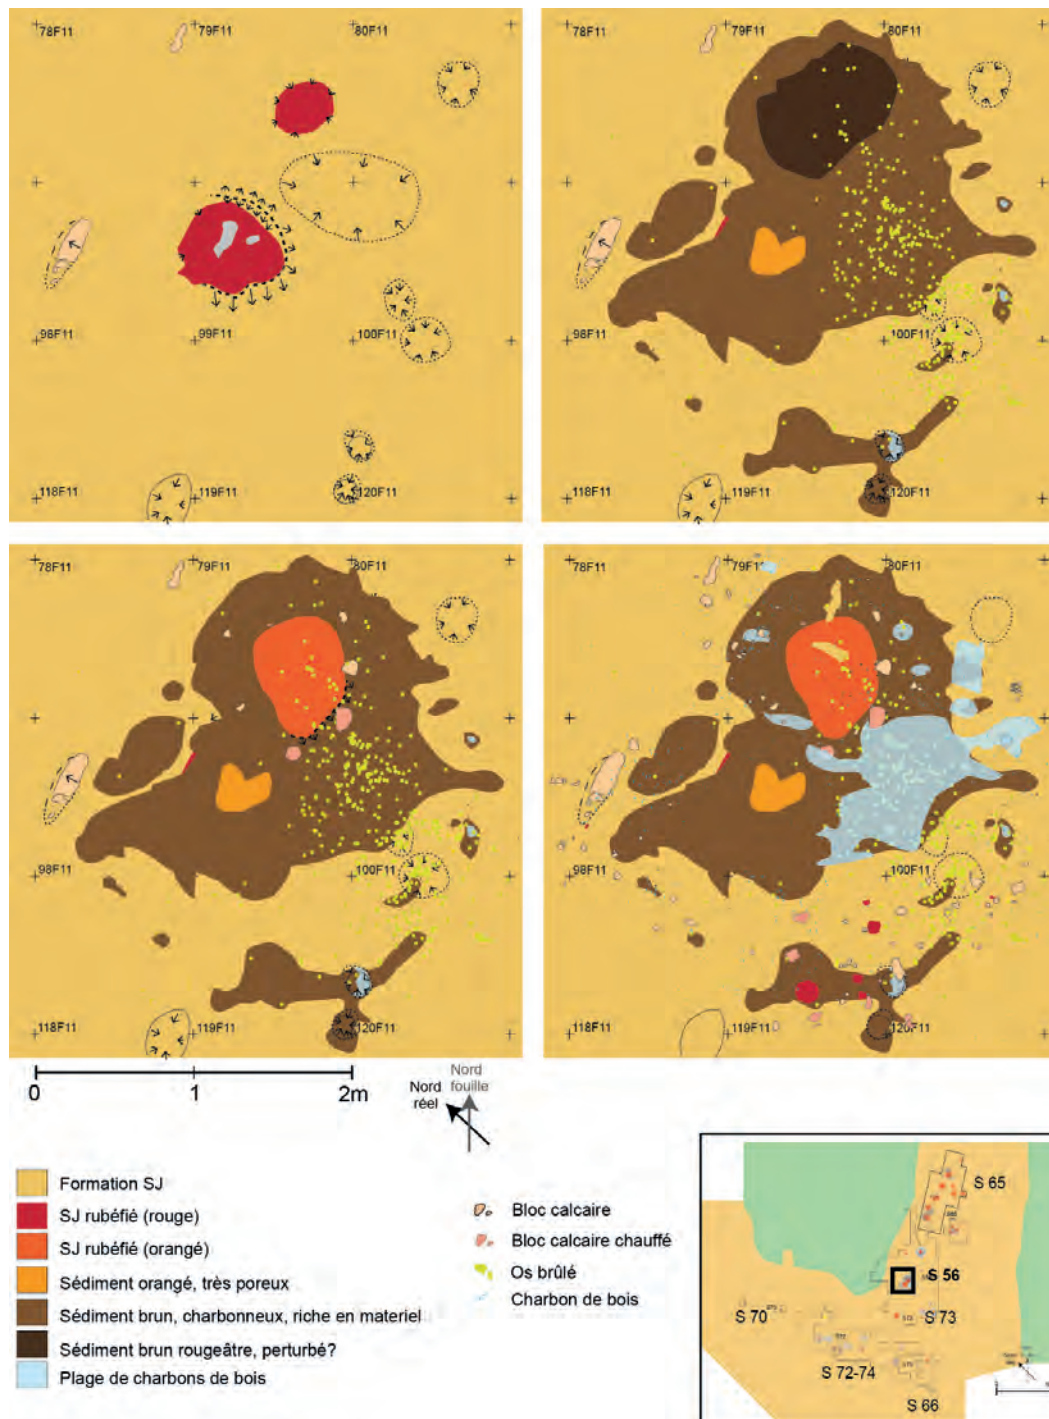 78F11 79F11 80F11
98F11 99F11 100F11
118F11 119F11 120F11
78F11 79F11 80F11
98F11 100F11
118F11 119F11 120F11
78F11 79F11 80F11
98F11 100F11
118F11 119F11 120F11
78F11 79F11 80F11
98F11 100F11
118F11 119F11 120F11
0 1 2m
Nord réel
Nord fouille
Formation SJ
SJ rubéfié (rouge)
SJ rubéfié (orangé)
Sédiment orangé, très poreux
Sédiment brun, charbonneux, riche en materiel
Sédiment brun rougeâtre, perturbé?
Plage de charbons de bois
Bloc calcaire
Bloc calcaire chauffé
Os brûlé
Charbon de bois
S 65
S 56
S 70
S 73
S 72-74
S 66